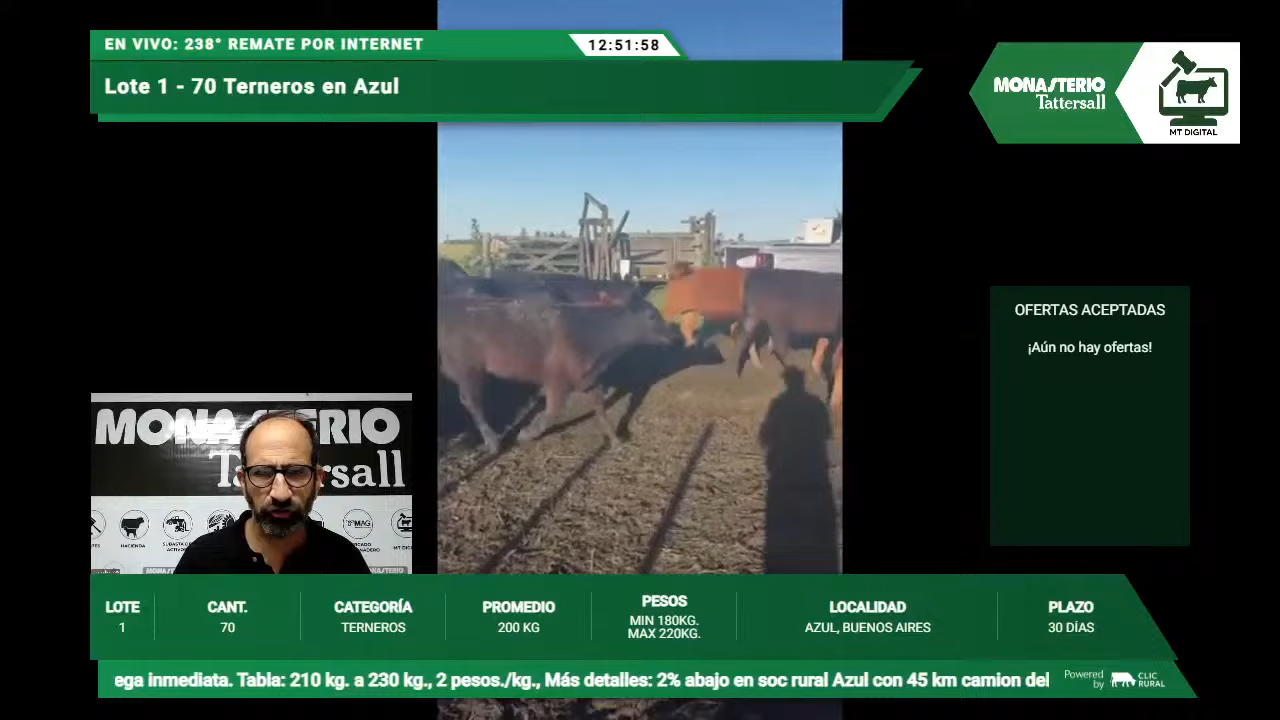 EN VIVO: 238° REMATE POR INTERNET
12:51:58
Lote 1 - 70 Terneros en Azul
MONASTERIO
Tattersall
MT DIGITAL
OFERTAS ACEPTADAS
¡Aún no hay ofertas!
MONASTERIO
Tattersall
HACIENDA
LOTE
1
CANT.
70
CATEGORÍA
TERNEROS
PROMEDIO
200 KG
PESOS
MIN 180KG.
MAX 220KG.
LOCALIDAD
AZUL, BUENOS AIRES
PLAZO
30 DÍAS
ega inmediata. Tabla: 210 kg. a 230 kg., 2 pesos./kg., Más detalles: 2% abajo en soc rural Azul con 45 km camion del
Powered
by
CLIC
RURAL